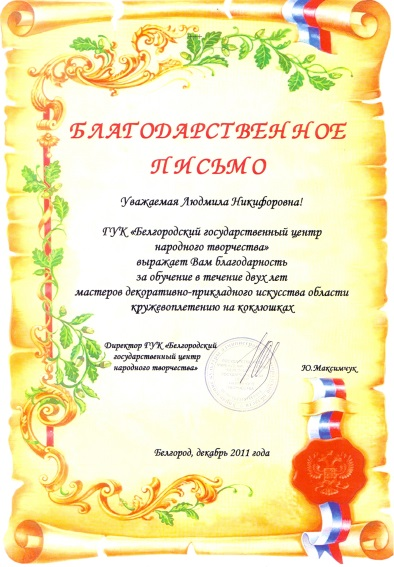 БЛАГОДАРСТВЕННОЕ
ПИСЬМО
Уважаемая Людмила Никифоровна!
ГУК «Белгородский государственный центр
народного творчества»
выражает Вам благодарность
за обучение в течение двух лет
мастеров декоративно-прикладного искусства области
кружевоплетению на коклюшках
Директор ГУК «Белгородский
государственный центр
народного творчества»
Ю.Максимчук
Белгород, декабрь 2011 года